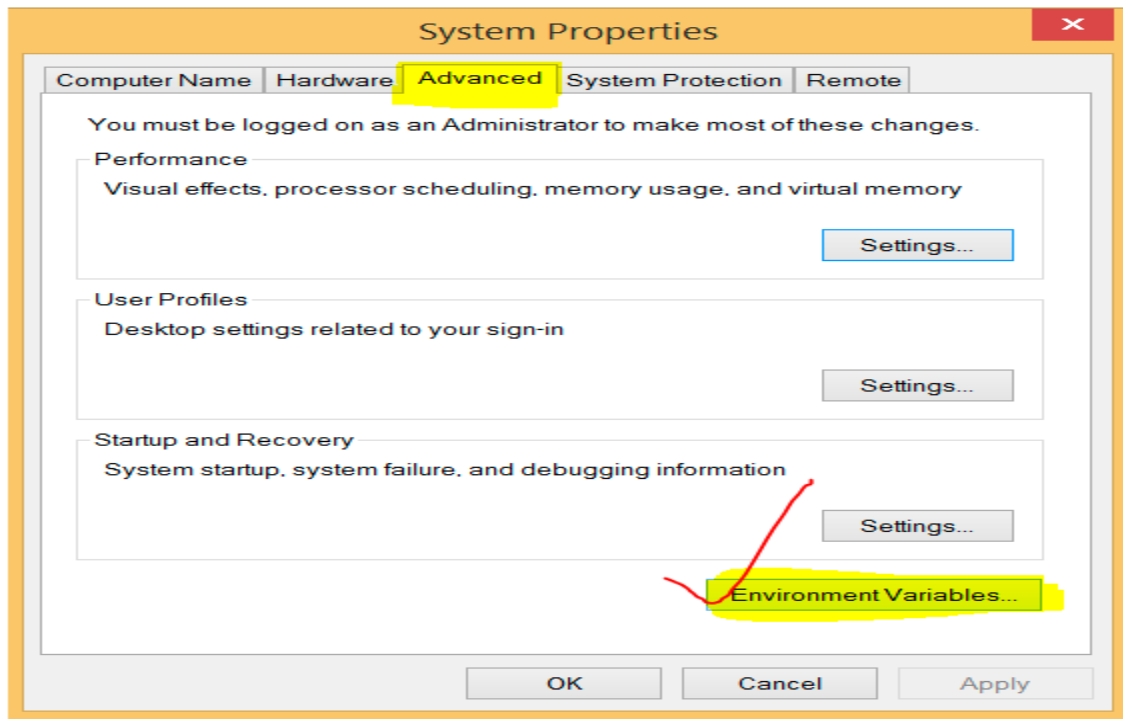 System Properties
Computer Name Hardware Advanced System Protection Remote
You must be logged on as an Administrator to make most of these changes.
Performance
Visual effects, processor scheduling, memory usage, and virtual memory
Settings...
User Profiles
Desktop settings related to your sign-in
Settings...
Startup and Recovery
System startup, system failure, and debugging information
Settings...
Environment Variables...
OK Cancel Apply